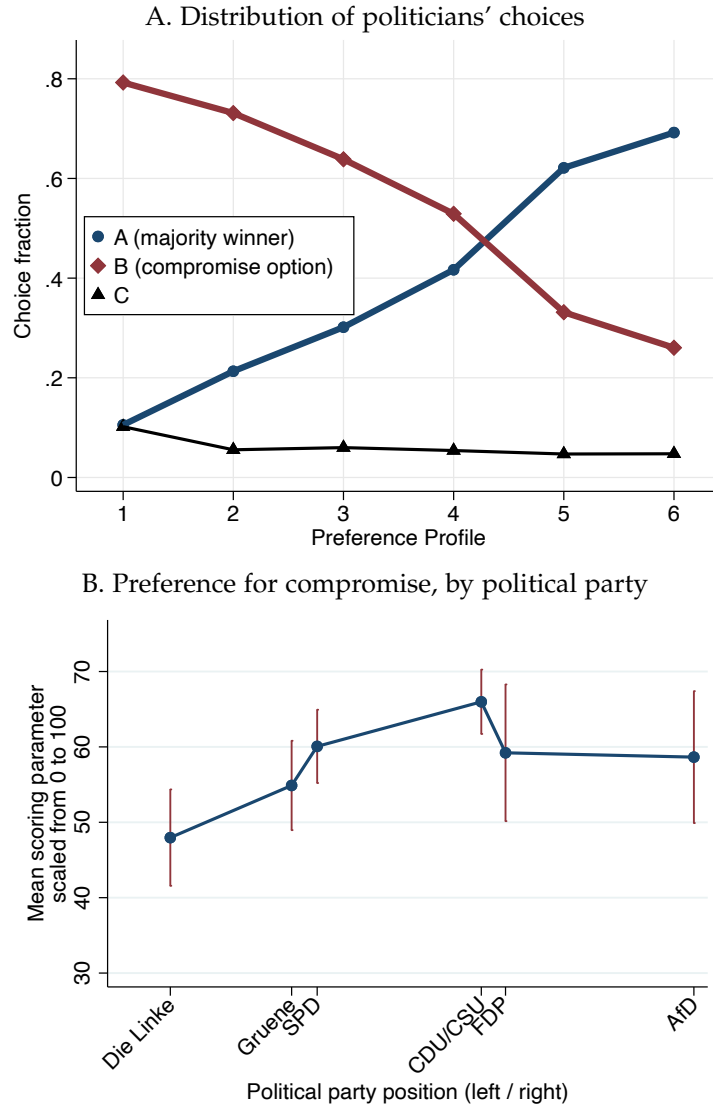 A. Distribution of politicians’ choices
.8
.6
.4
.2
0
Choice fraction
A (majority winner)
B (compromise option)
C
1 2 3 4 5 6
Preference Profile
B. Preference for compromise, by political party
70
60
50
40
30
Mean scoring parameter
scaled from 0 to 100
Die Linke
Gruene
SPD
CDU/CSU
FDP
AfD
Political party position (left / right)